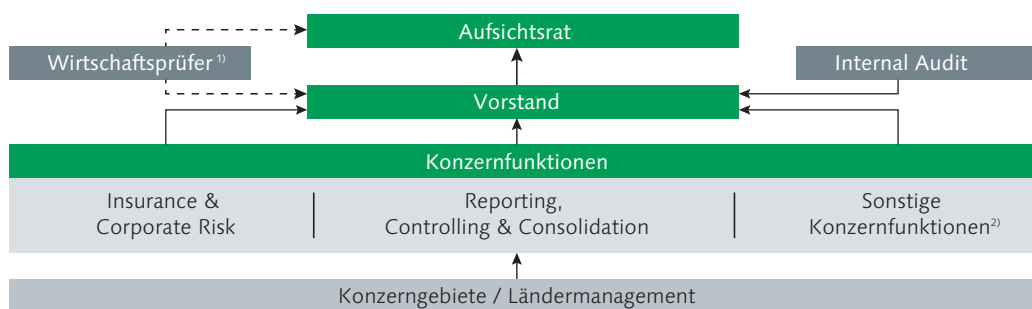 Aufsichtsrat
Wirtschaftsprüfer 1)
Internal Audit
Vorstand
Konzernfunktionen
Insurance &
Corporate Risk
Reporting,
Controlling & Consolidation
Sonstige
Konzernfunktionen2)
Konzerngebiete / Ländermanagement